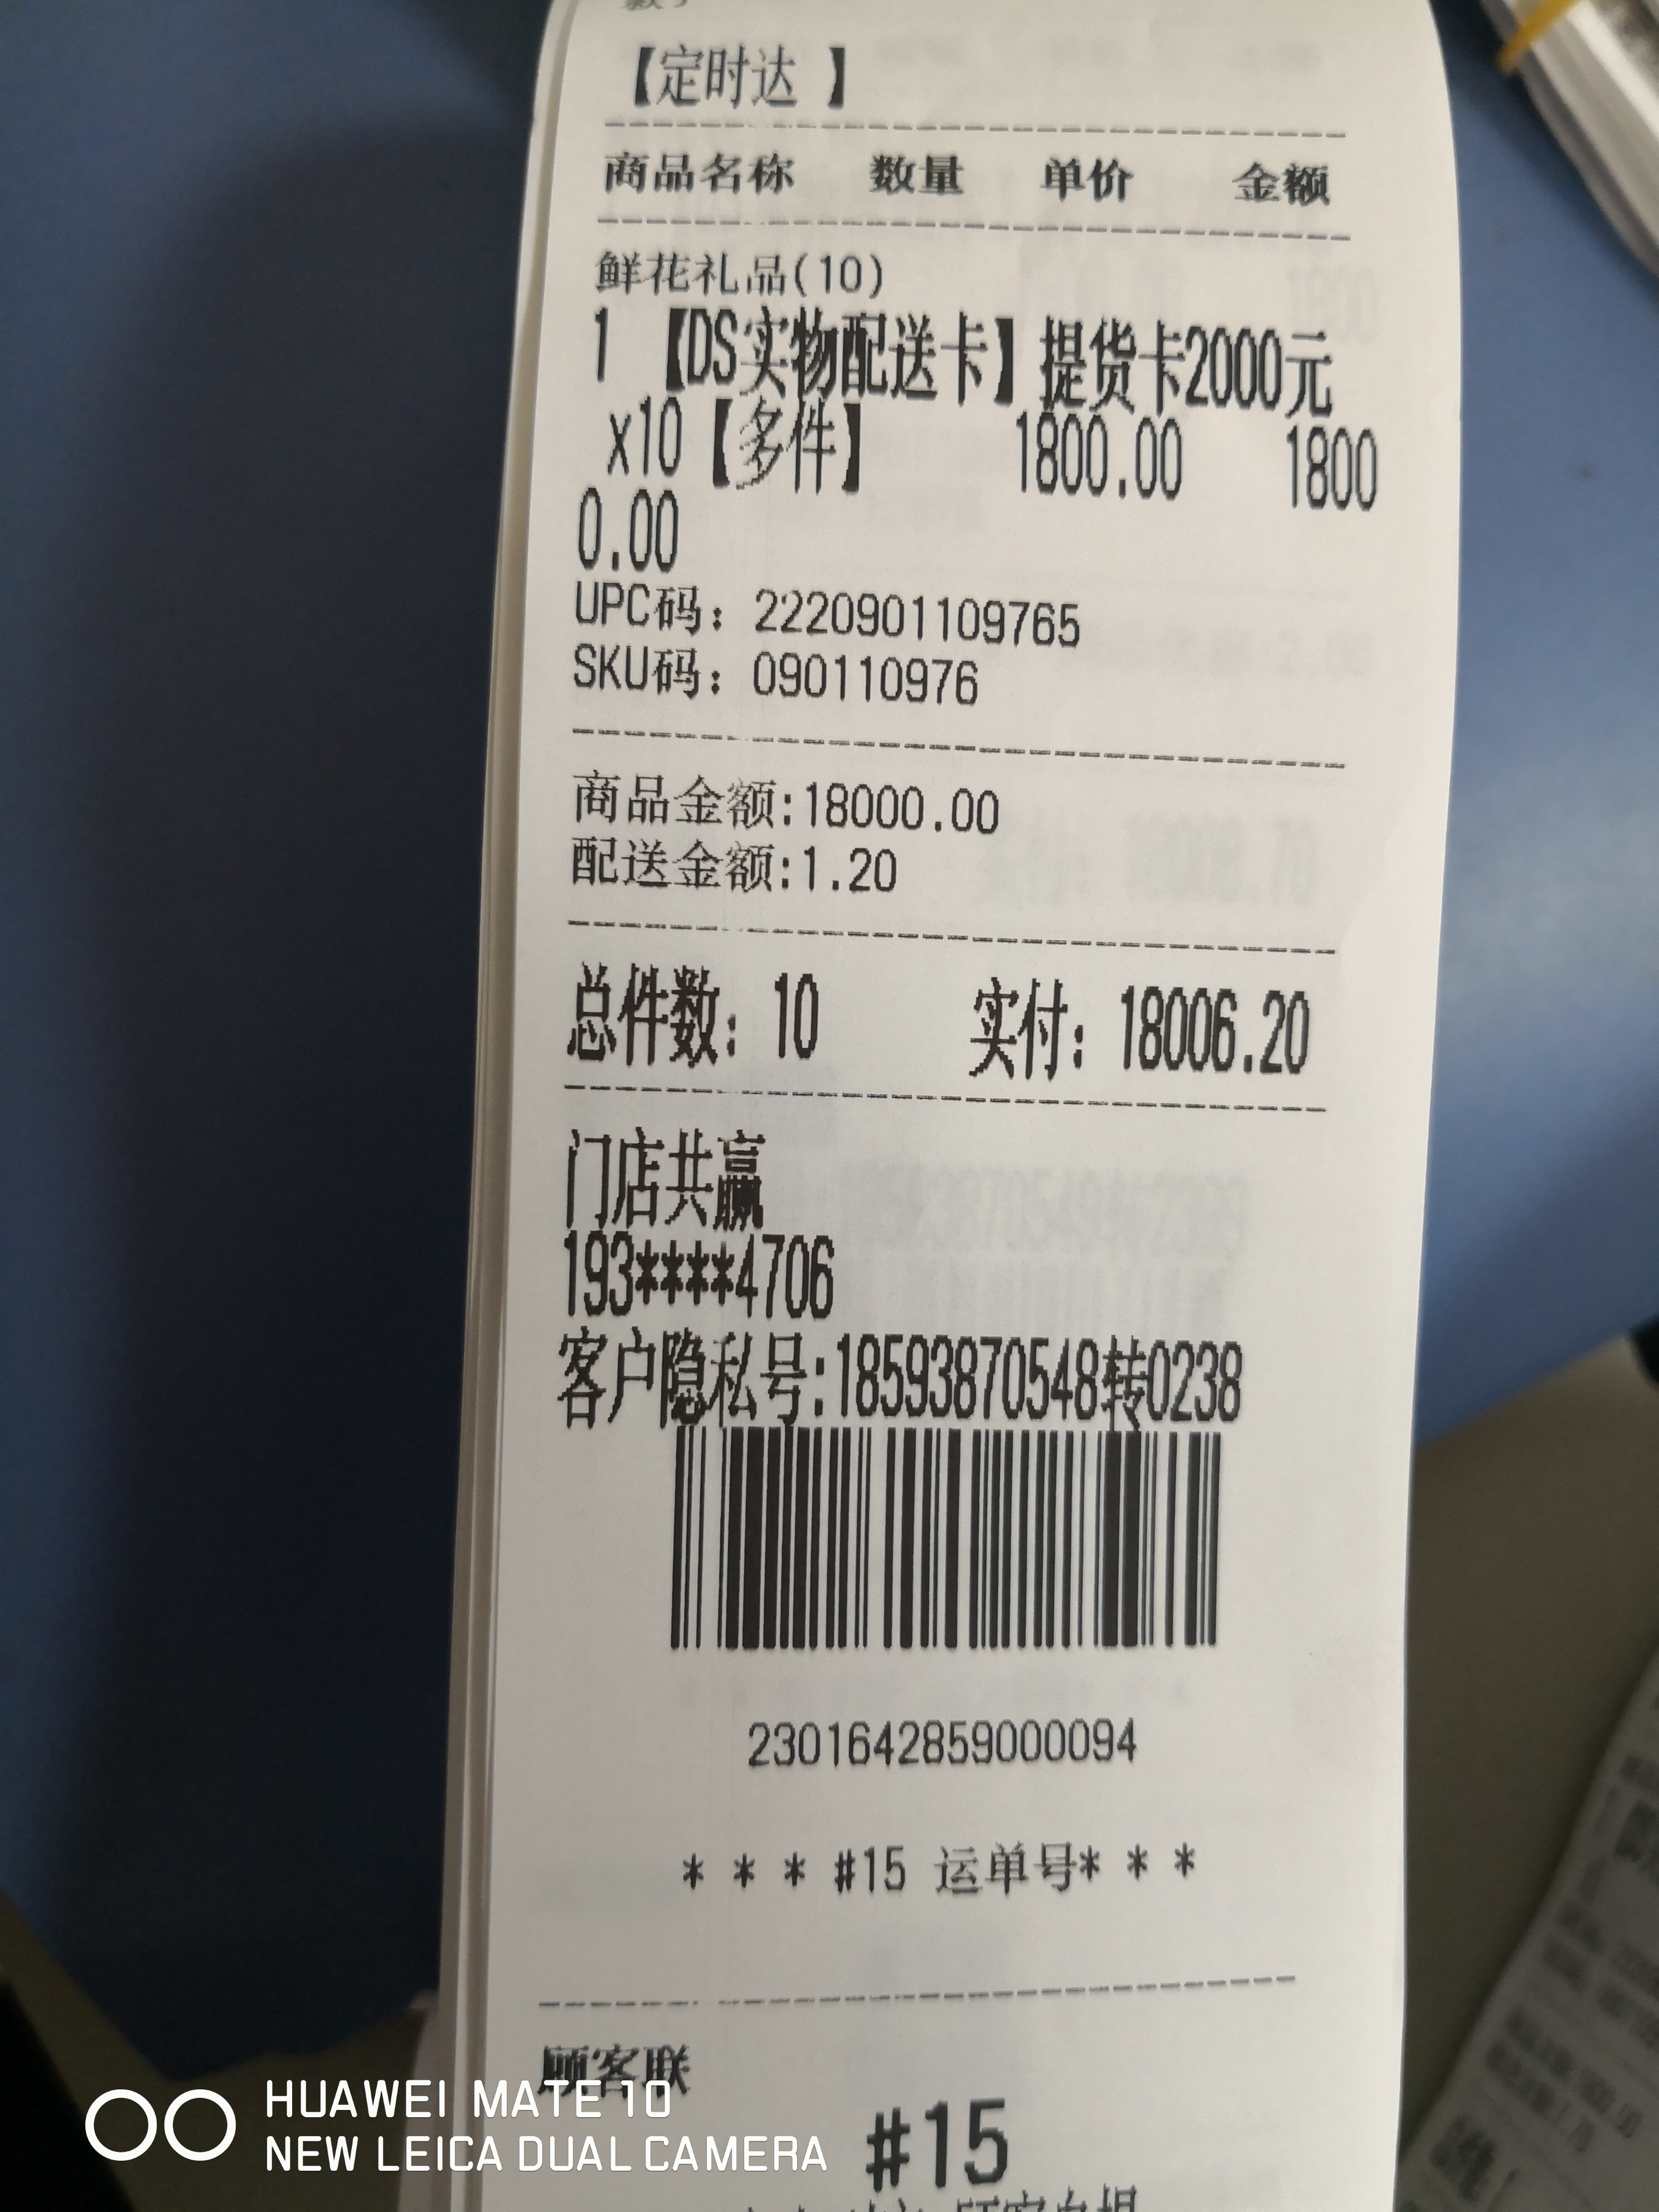 【定时达 】
商品名称 数量 单价 金额
鲜花礼品(10)
1 【DS实物配送卡】提货卡2000元
x10【多件】 1800.00 1800
0.00
UPC码：2220901109765
SKU码：090110976
商品金额:18000.00
配送金额:1.20
总件数：10 实付：18006.20
门店共赢
193****4706
客户隐私号:18593870548转0238
2301642859000094
* * * #15 运单号* * *
顾客联
#15
HUAWEI MATE 10
NEW LEICA DUAL CAMERA